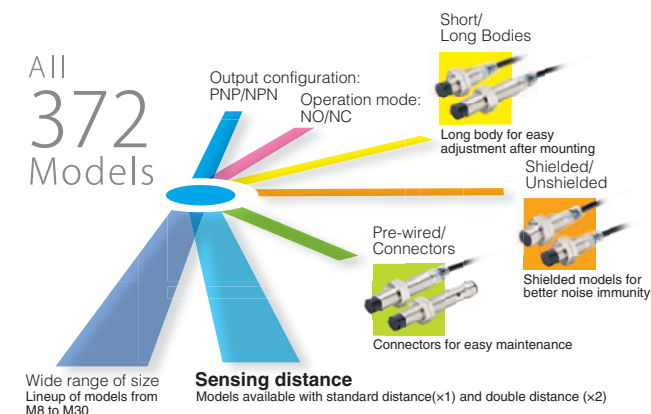 All
372
Models
Output configuration:
PNP/NPN
Operation mode:
NO/NC
Short/
Long Bodies
Long body for easy
adjustment after mounting
Shielded/
Unshielded
Shielded models for
better noise immunity
Pre-wired/
Connectors
Connectors for easy maintenance
Wide range of size
Lineup of models from
M8 to M30
Sensing distance
Models available with standard distance(×1) and double distance (×2)